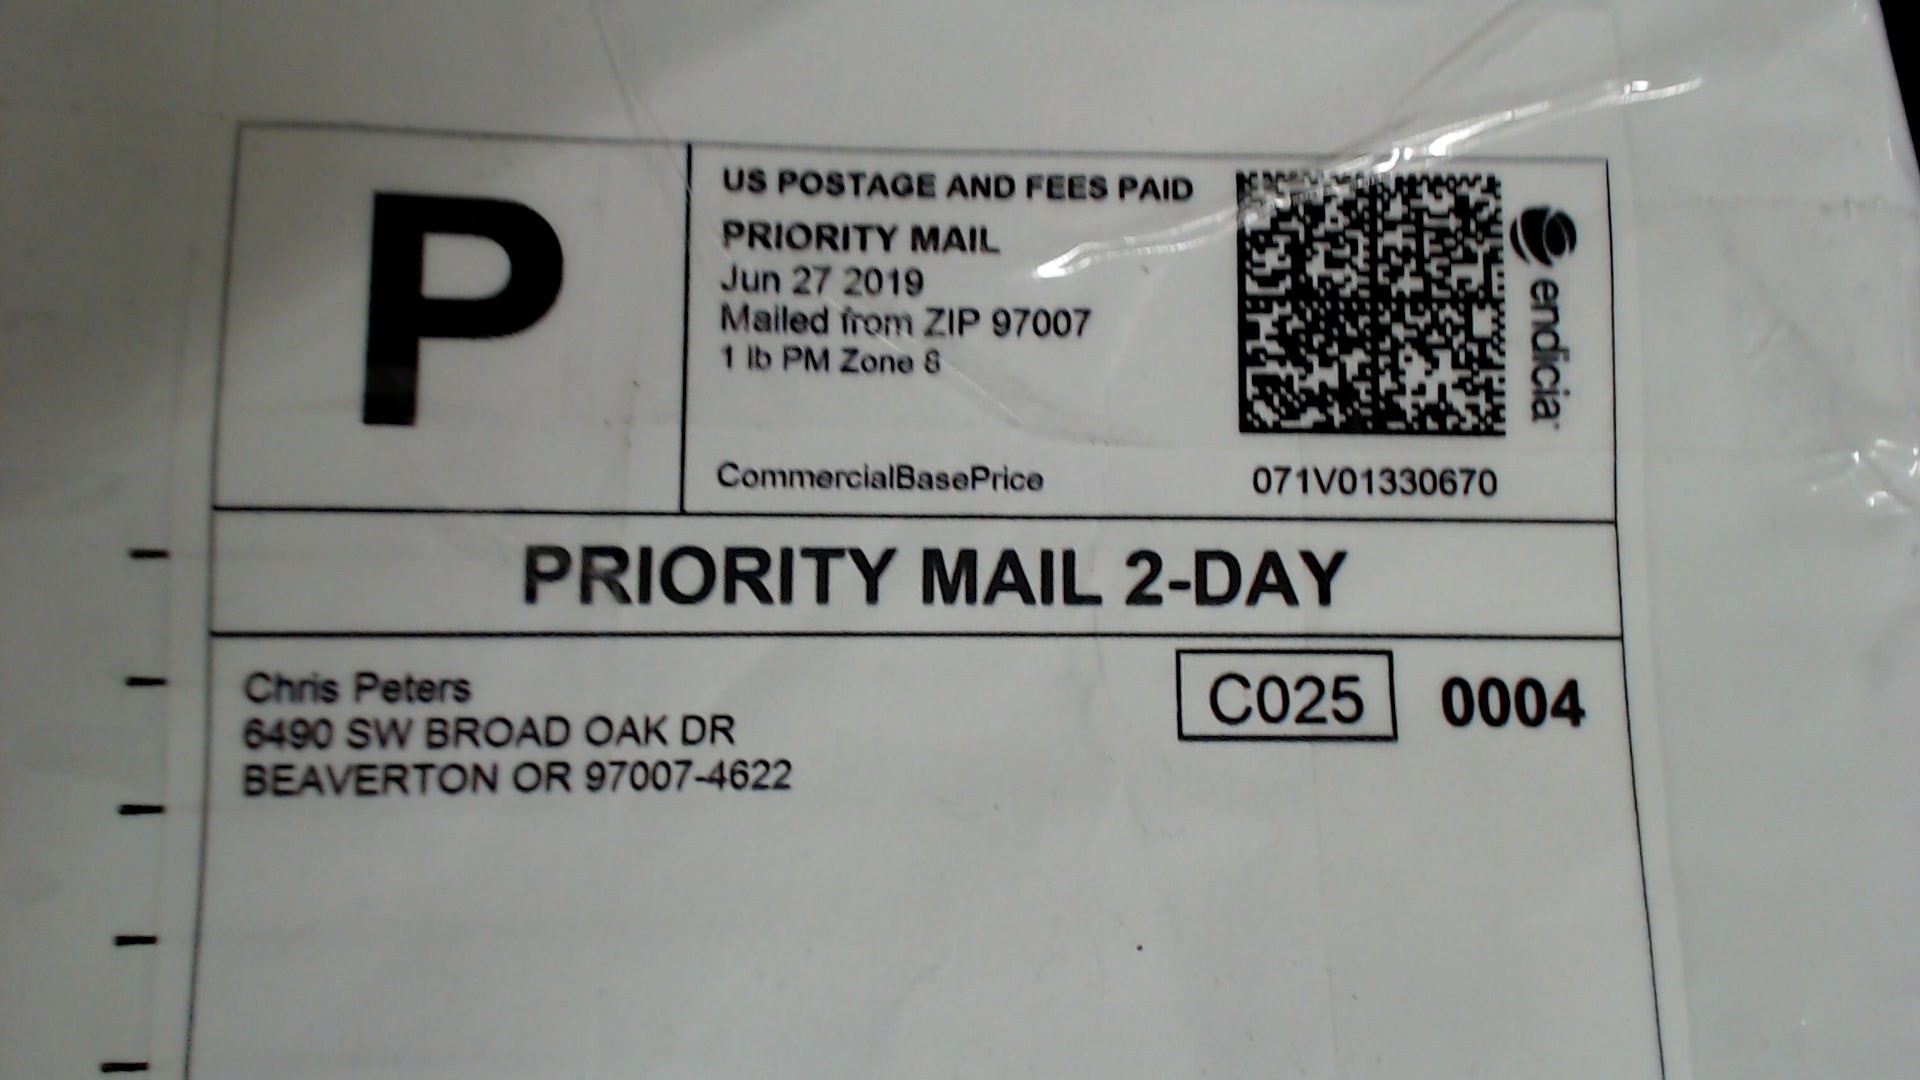 P
US POSTAGE AND FEES PAID
PRIORITY MAIL
Jun 27 2019
Mailed from ZIP 97007
1 lb PM Zone 8
CommercialBasePrice
071V01330670
endicia
PRIORITY MAIL 2-DAY
Chris Peters
6490 SW BROAD OAK DR
BEAVERTON OR 97007-4622
C025
0004